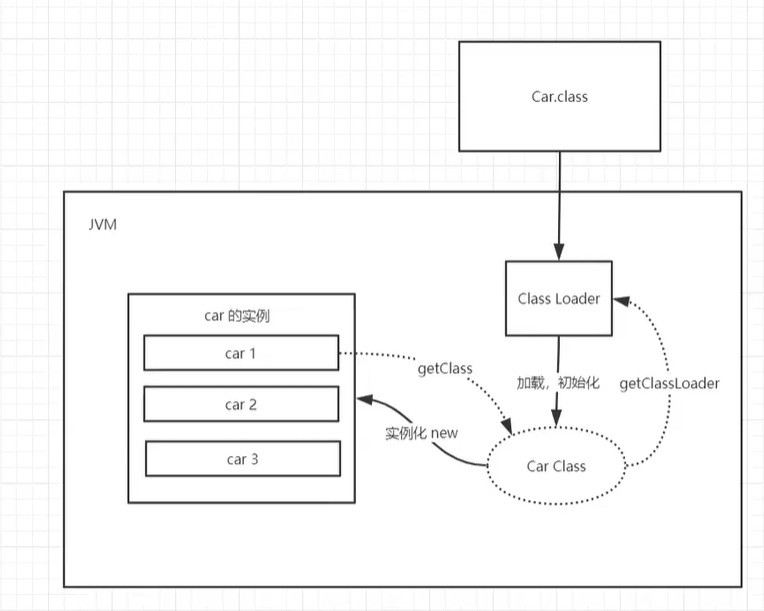 Car.class
JVM
Class Loader
car 的实例
car 1
getClass
加载，初始化
getClassLoader
car 2
实例化 new
car 3
Car Class